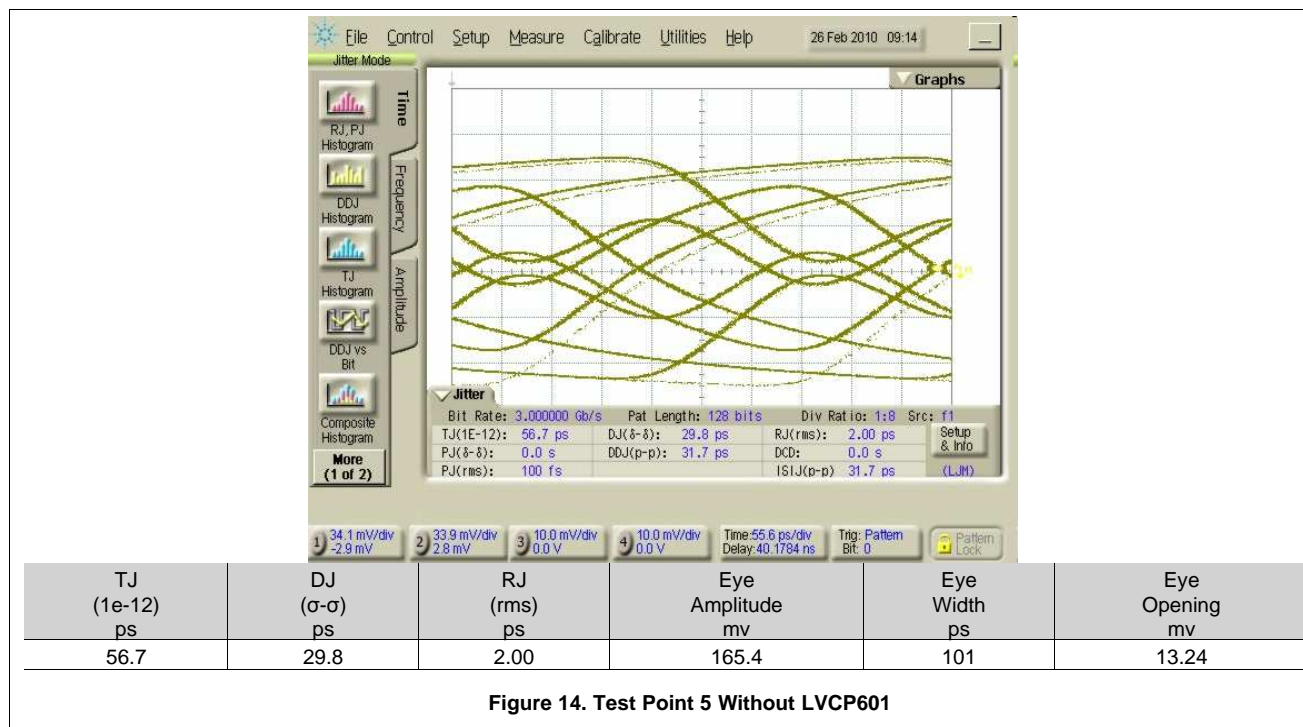 File Control Setup Measure Calibrate Utilities Help 26 Feb 2010 09:14
Jitter Mode
Graphs
Time
Frequency
Amplitude
RJ, PJ
Histogram
DDJ
Histogram
TJ
Histogram
DDJ vs
Bit
Composite
Histogram
More
(1 of 2)
Jitter
Bit Rate: 3.000000 Gb/s Pat Length: 128 bits Div Ratio: 1:8 Src: f1
TJ(1E-12): 56.7 ps DJ(δ-δ): 29.8 ps RJ(rms): 2.00 ps
PJ(δ-δ): 0.0 s DDJ(p-p): 31.7 ps DCD: 0.0 s
PJ(rms): 100 fs ISIJ(p-p) 31.7 ps
Setup
& Info
(LJM)
1) 34.1 mV/div
-2.9 mV
2) 33.9 mV/div
2.8 mV
3) 10.0 mV/div
0.0 V
4) 10.0 mV/div
0.0 V
Time:55.6 ps/div
Delay:40.1784 ns
Trig: Pattern
Bit: 0
Pattern
Lock
TJ DJ RJ Eye Eye Eye
(1e-12) (σ-σ) (rms) Amplitude Width Opening
ps ps ps mv ps mv
56.7 29.8 2.00 165.4 101 13.24
Figure 14. Test Point 5 Without LVCP601